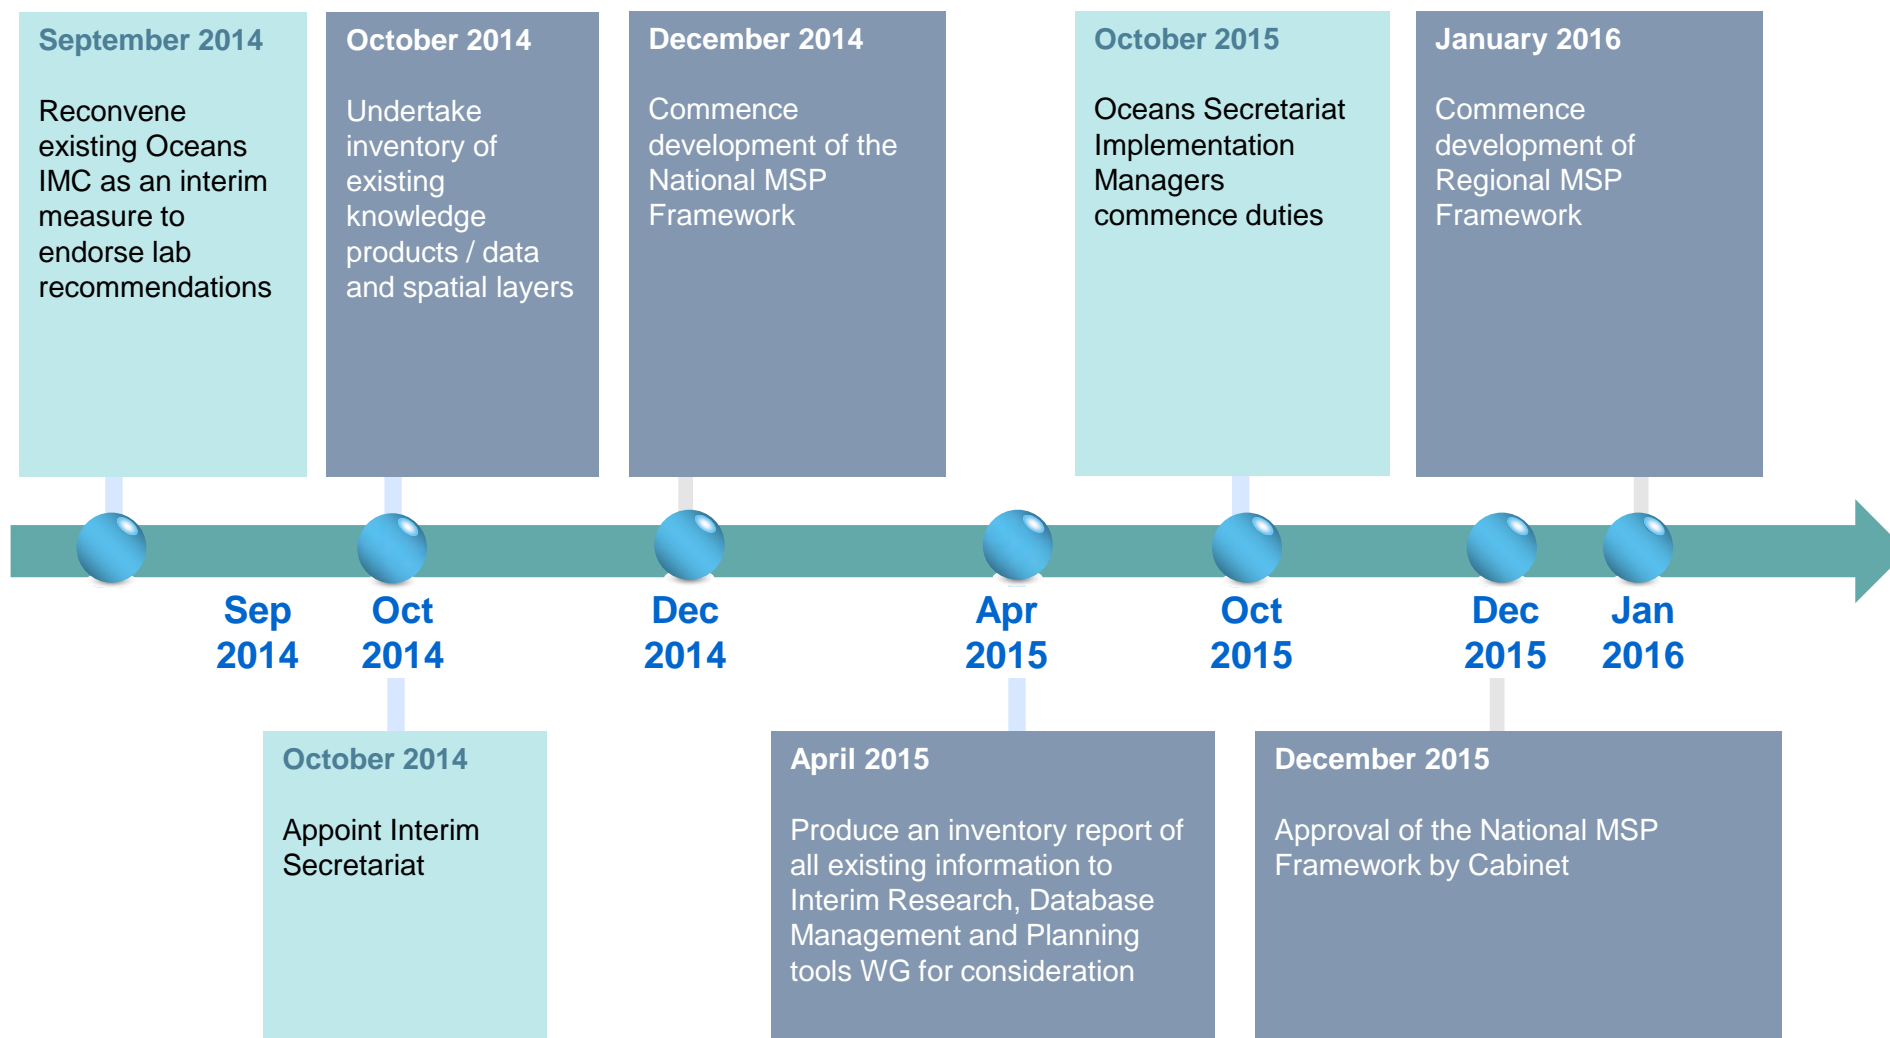 September 2014
Reconvene
existing Oceans
IMC as an interim
measure to
endorse lab
recommendations
October 2014
Undertake
inventory of
existing
knowledge
products / data
and spatial layers
December 2014
Commence
development of the
National MSP
Framework
October 2015
Oceans Secretariat
Implementation
Managers
commence duties
January 2016
Commence
development of
Regional MSP
Framework
Sep
2014
Oct
2014
Dec
2014
Apr
2015
Oct
2015
Dec
2015
Jan
2016
October 2014
Appoint Interim
Secretariat
April 2015
Produce an inventory report of
all existing information to
Interim Research, Database
Management and Planning
tools WG for consideration
December 2015
Approval of the National MSP
Framework by Cabinet